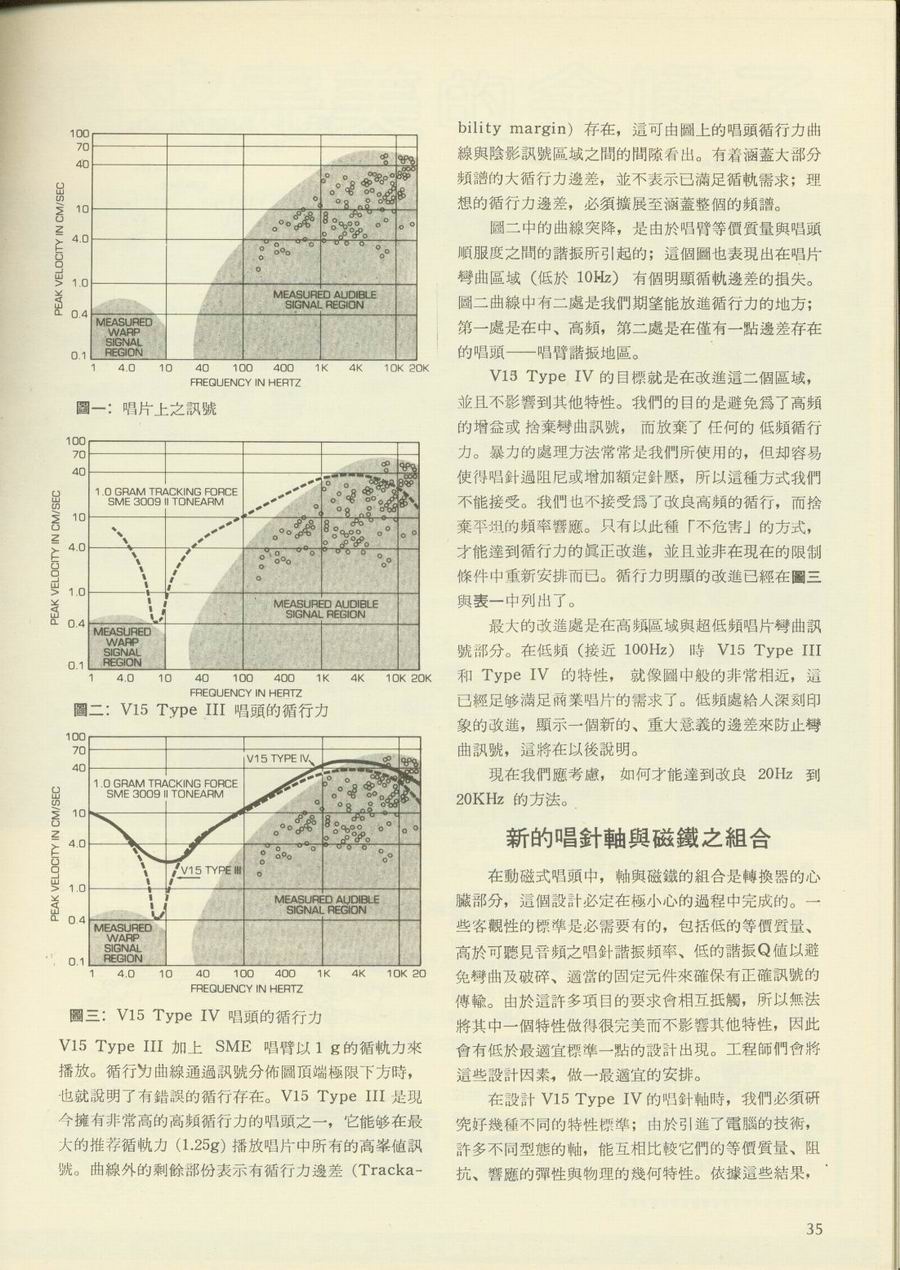 100
70
40
10
4.0
1.0
0.4
0.1
PEAK VELOCITY IN CM/SEC
MEASURED
WARP
SIGNAL
REGION
MEASURED AUDIBLE
SIGNAL REGION
1 4.0 10 40 100 400 1K 4K 10K 20K
FREQUENCY IN HERTZ
圖一：唱片上之訊號
100
70
40
10
4.0
1.0
0.4
0.1
PEAK VELOCITY IN CM/SEC
1.0 GRAM TRACKING FORCE
SME 3009 II TONEARM
MEASURED
WARP
SIGNAL
REGION
MEASURED AUDIBLE
SIGNAL REGION
1 4.0 10 40 100 400 1K 4K 10K 20K
FREQUENCY IN HERTZ
圖二：V15 Type III 唱頭的循行力
100
70
40
10
4.0
1.0
0.4
0.1
PEAK VELOCITY IN CM/SEC
V15 TYPE IV
1.0 GRAM TRACKING FORCE
SME 3009 II TONEARM
V15 TYPE III
MEASURED
WARP
SIGNAL
REGION
MEASURED AUDIBLE
SIGNAL REGION
1 4.0 10 40 100 400 1K 4K 10K 20
FREQUENCY IN HERTZ
圖三：V15 Type IV 唱頭的循行力
V15 Type III 加上 SME 唱臂以 1 g 的循軌力來
播放。循行力曲線通過訊號分佈圖頂端極限下方時，
也就說明了有錯誤的循行存在。V15 Type III 是現
今擁有非常高的高頻循行力的唱頭之一，它能够在最
大的推荐循軌力（1.25g）播放唱片中所有的高峯値訊
號。曲線外的剩餘部份表示有循行力邊差（Tracka-
bility margin）存在，這可由圖上的唱頭循行力曲
線與陰影訊號區域之間的間隙看出。有着涵蓋大部分
頻譜的大循行力邊差，並不表示已滿足循軌需求；理
想的循行力邊差，必須擴展至涵蓋整個的頻譜。
圖二中的曲線突降，是由於唱臂等價質量與唱頭
順服度之間的諧振所引起的；這個圖也表現出在唱片
彎曲區域（低於 10Hz）有個明顯循軌邊差的損失。
圖二曲線中有二處是我們期望能放進循行力的地方；
第一處是在中、高頻，第二處是在僅有一點邊差存在
的唱頭——唱臂諧振地區。
V15 Type IV 的目標就是在改進這二個區域，
並且不影響到其他特性。我們的目的是避免爲了高頻
的增益或捨棄彎曲訊號，而放棄了任何的低頻循行
力。暴力的處理方法常常是我們所使用的，但却容易
使得唱針過阻尼或增加額定針壓，所以這種方式我們
不能接受。我們也不接受爲了改良高頻的循行，而捨
棄平坦的頻率響應。只有以此種「不危害」的方式，
才能達到循行力的眞正改進，並且並非在現在的限制
條件中重新安排而已。循行力明顯的改進已經在圖三
與表一中列出了。
最大的改進處是在高頻區域與超低頻唱片彎曲訊
號部分。在低頻（接近 100Hz）時 V15 Type III
和 Type IV 的特性，就像圖中般的非常相近，這
已經足够滿足商業唱片的需求了。低頻處給人深刻印
象的改進，顯示一個新的、重大意義的邊差來防止彎
曲訊號，這將在以後說明。
現在我們應考慮，如何才能達到改良 20Hz 到
20KHz 的方法。
新的唱針軸與磁鐵之組合
在動磁式唱頭中，軸與磁鐵的組合是轉換器的心
臟部分，這個設計必定在極小心的過程中完成的。一
些客觀性的標準是必需要有的，包括低的等價質量、
高於可聽見音頻之唱針諧振頻率、低的諧振Q値以避
免彎曲及破碎、適當的固定元件來確保有正確訊號的
傳輸。由於這許多項目的要求會相互抵觸，所以無法
將其中一個特性做得很完美而不影響其他特性，因此
會有低於最適宜標準一點的設計出現。工程師們會將
這些設計因素，做一最適宜的安排。
在設計 V15 Type IV 的唱針軸時，我們必須研
究好幾種不同的特性標準；由於引進了電腦的技術，
許多不同型態的軸，能互相比較它們的等價質量、阻
抗、響應的彈性與物理的幾何特性。依據這些結果，
35